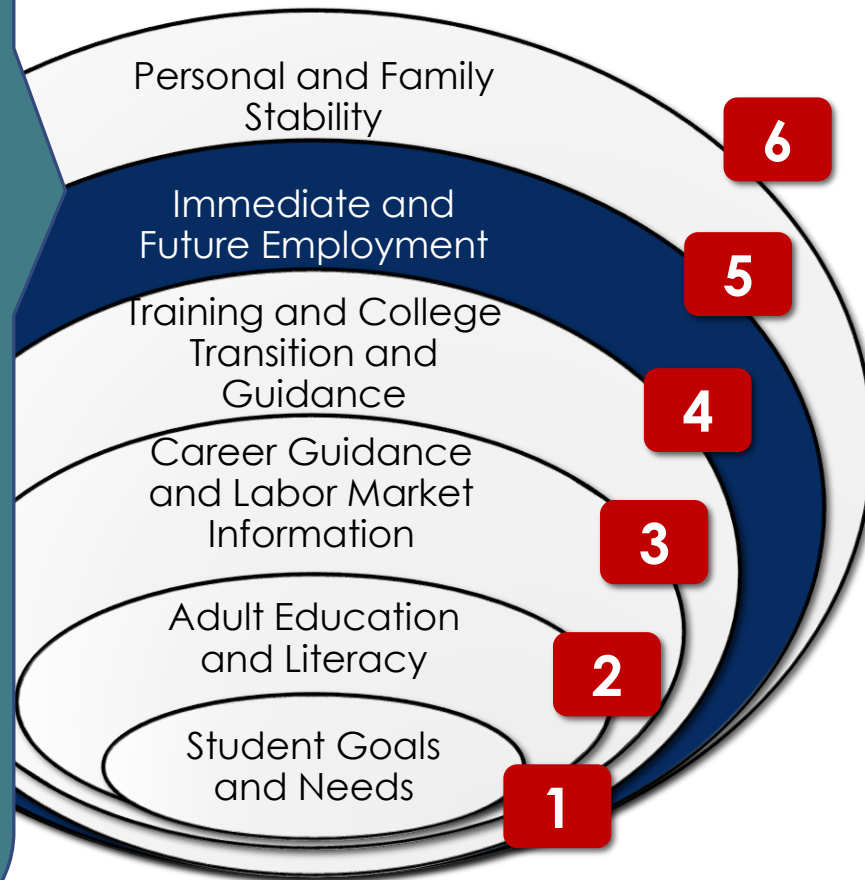 Personal and Family
Stability
6
Immediate and
Future Employment
5
Training and College
Transition and
Guidance
4
Career Guidance
and Labor Market
Information
3
Adult Education
and Literacy
2
Student Goals
and Needs
1